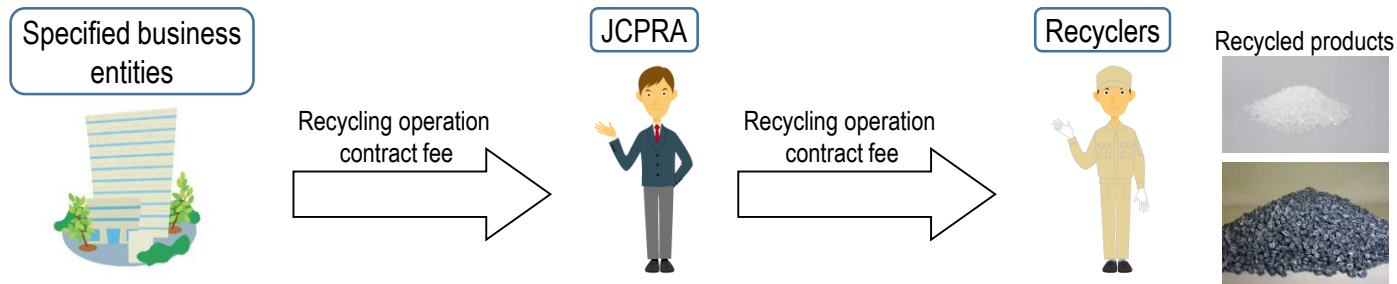 Specified business
entities
JCPRA
Recyclers
Recycled products
Recycling operation
contract fee
Recycling operation
contract fee